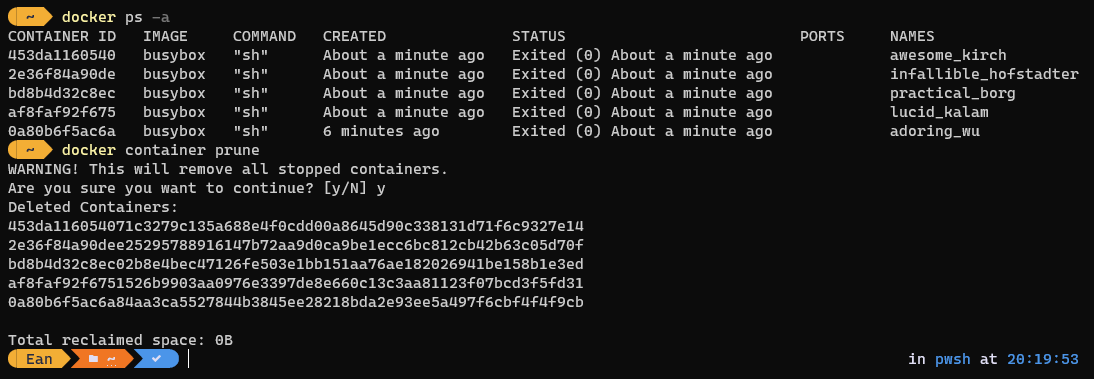 ~ docker ps -a
CONTAINER ID IMAGE COMMAND CREATED STATUS PORTS NAMES
453da1160540 busybox "sh" About a minute ago Exited (0) About a minute ago awesome_kirch
2e36f84a90de busybox "sh" About a minute ago Exited (0) About a minute ago infallible_hofstadter
bd8b4d32c8ec busybox "sh" About a minute ago Exited (0) About a minute ago practical_borg
af8faf92f675 busybox "sh" About a minute ago Exited (0) About a minute ago lucid_kalam
0a80b6f5ac6a busybox "sh" 6 minutes ago Exited (0) About a minute ago adoring_wu
~ docker container prune
WARNING! This will remove all stopped containers.
Are you sure you want to continue? [y/N] y
Deleted Containers:
453da116054071c3279c135a688e4f0cdd00a8645d90c338131d71f6c9327e14
2e36f84a90dee25295788916147b72aa9d0ca9be1ecc6bc812cb42b63c05d70f
bd8b4d32c8ec02b8e4bec47126fe503e1bb151aa76ae182026941be158b1e3ed
af8faf92f6751526b9903aa0976e3397de8e660c13c3aa81123f07bcd3f5fd31
0a80b6f5ac6a84aa3ca5527844b3845ee28218bda2e93ee5a497f6cbf4f4f9cb
Total reclaimed space: 0B
Ean ~ in pwsh at 20:19:53